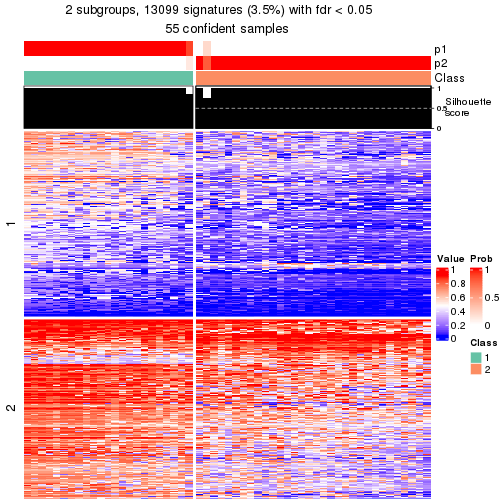 2 subgroups, 13099 signatures (3.5%) with fdr < 0.05
55 confident samples
p1
p2
Class
1
0.5
0
Silhouette
score
1
2
Value
1
0.8
0.6
0.4
0.2
0
Prob
1
0.5
0
Class
1
2